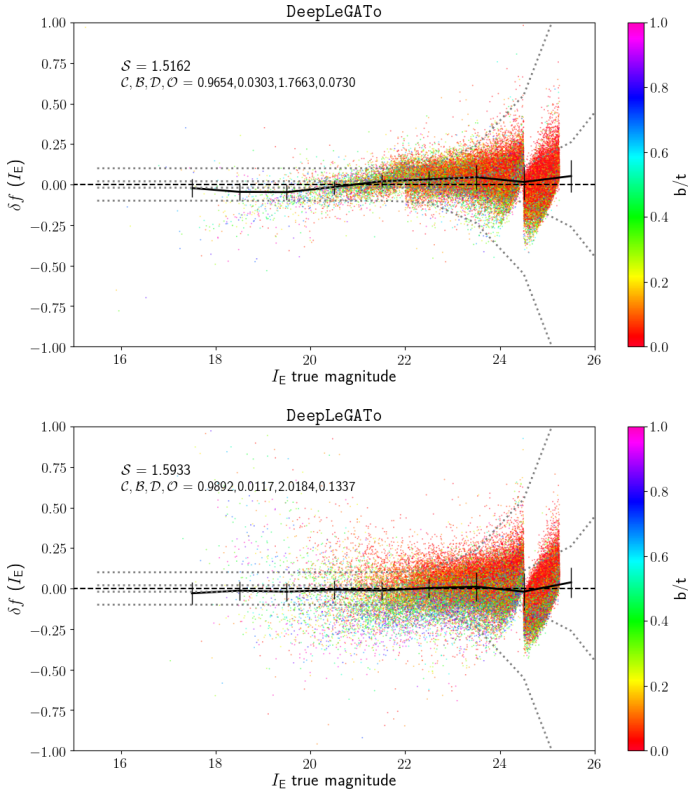 DeepLeGATo
1.00
0.75
0.50
0.25
0.00
−0.25
−0.50
−0.75
−1.00
δf (I_E)
𝒮 = 1.5162
𝒞, ℬ, 𝒟, 𝒪 = 0.9654,0.0303,1.7663,0.0730
16 18 20 22 24 26
I_E true magnitude
1.0
0.8
0.6
0.4
0.2
0.0
b/t
DeepLeGATo
1.00
0.75
0.50
0.25
0.00
−0.25
−0.50
−0.75
−1.00
δf (I_E)
𝒮 = 1.5933
𝒞, ℬ, 𝒟, 𝒪 = 0.9892,0.0117,2.0184,0.1337
16 18 20 22 24 26
I_E true magnitude
1.0
0.8
0.6
0.4
0.2
0.0
b/t